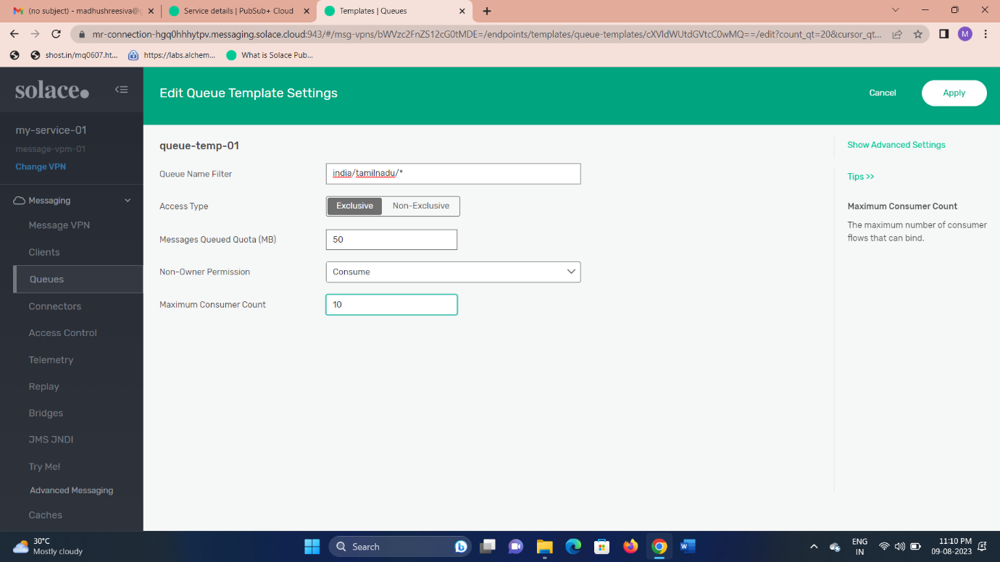 (no subject) - madhushreesiva@g
Service details | PubSub+ Cloud
Templates | Queues
mr-connection-hgq0hhhytpv.messaging.solace.cloud:943/#/msg-vpns/bWVzc2FnZS12cG0tMDE=/endpoints/templates/queue-templates/cXVldWUtdGVtcC0wMQ==/edit?count_qt=20&cursor_qt...
M
shost.in/mq0607.ht...
https://labs.alchem...
What is Solace Pub...
solace.
Edit Queue Template Settings
Cancel
Apply
my-service-01
message-vpm-01
Change VPN
Messaging
Message VPN
Clients
Queues
Connectors
Access Control
Telemetry
Replay
Bridges
JMS JNDI
Try Me!
Advanced Messaging
Caches
queue-temp-01
Queue Name Filter
india/tamilnadu/*
Access Type
Exclusive Non-Exclusive
Messages Queued Quota (MB)
50
Non-Owner Permission
Consume
Maximum Consumer Count
10
Show Advanced Settings
Tips >>
Maximum Consumer Count
The maximum number of consumer
flows that can bind.
30°C
Mostly cloudy
Search
ENG
IN
11:10 PM
09-08-2023